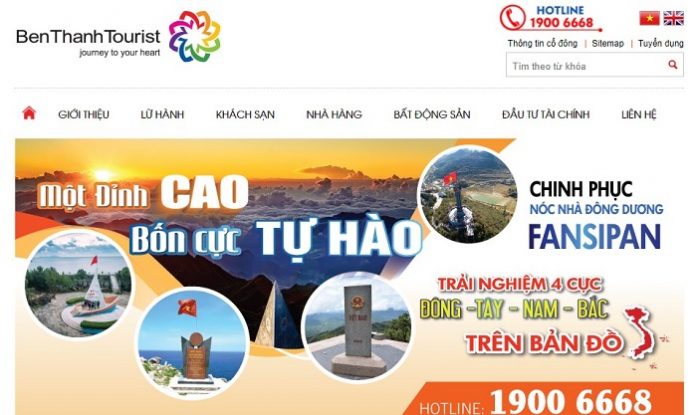 BenThanhTourist
journey to your heart
HOTLINE
1900 6668
Thông tin cổ đông | Sitemap | Tuyển dụng
Tìm theo từ khóa
GIỚI THIỆU LỮ HÀNH KHÁCH SẠN NHÀ HÀNG BẤT ĐỘNG SẢN ĐẦU TƯ TÀI CHÍNH LIÊN HỆ
Một Đỉnh CAO
Bốn cực TỰ HÀO
CHINH PHỤC
NÓC NHÀ ĐÔNG DƯƠNG
FANSIPAN
TRẢI NGHIỆM 4 CỰC
ĐÔNG -TÂY - NAM - BẮC
TRÊN BẢN ĐỒ
VIỆT NAM
HOTLINE: 1900 6668